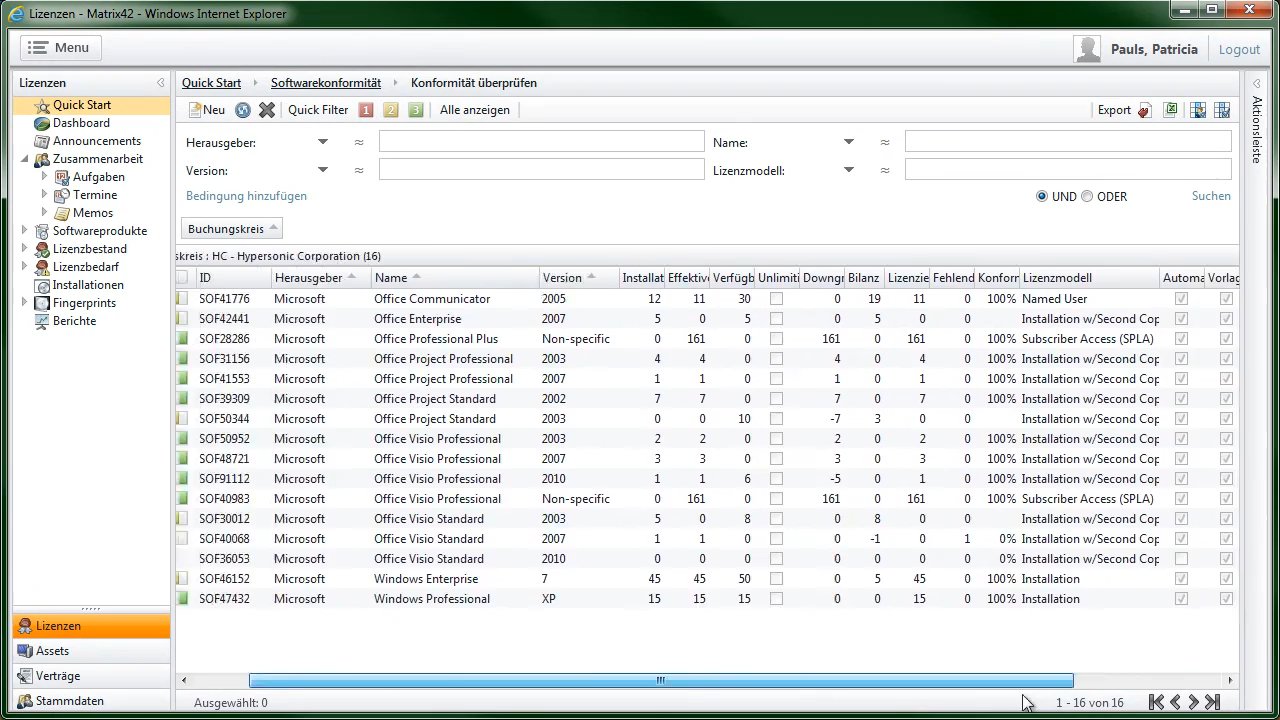 Lizenzen - Matrix42 - Windows Internet Explorer
Menu
Pauls, Patricia
Logout
Lizenzen
Quick Start
Dashboard
Announcements
Zusammenarbeit
Aufgaben
Termine
Memos
Softwareprodukte
Lizenzbestand
Lizenzbedarf
Installationen
Fingerprints
Berichte
Lizenzen
Assets
Verträge
Stammdaten
Quick Start Softwarekonformität Konformität überprüfen
Neu Quick Filter 1 2 3 Alle anzeigen Export
Herausgeber: ≈ Name: ≈
Version: ≈ Lizenzmodell: ≈
Bedingung hinzufügen UND ODER Suchen
Buchungskreis
skreis : HC - Hypersonic Corporation (16)
ID Herausgeber Name Version Installat Effektive Verfügb Unlimiti Downgr Bilanz Lizenzie Fehlend Konforn Lizenzmodell Automa Vorlag
SOF41776 Microsoft Office Communicator 2005 12 11 30 0 19 11 0 100% Named User
SOF42441 Microsoft Office Enterprise 2007 5 0 5 0 5 0 0 Installation w/Second Cop
SOF28286 Microsoft Office Professional Plus Non-specific 0 161 0 161 0 161 0 100% Subscriber Access (SPLA)
SOF31156 Microsoft Office Project Professional 2003 4 4 0 4 0 4 0 100% Installation w/Second Cop
SOF41553 Microsoft Office Project Professional 2007 1 1 0 1 0 1 0 100% Installation w/Second Cop
SOF39309 Microsoft Office Project Standard 2002 7 7 0 7 0 7 0 100% Installation w/Second Cop
SOF50344 Microsoft Office Project Standard 2003 0 0 10 -7 3 0 0 Installation w/Second Cop
SOF50952 Microsoft Office Visio Professional 2003 2 2 0 2 0 2 0 100% Installation w/Second Cop
SOF48721 Microsoft Office Visio Professional 2007 3 3 0 3 0 3 0 100% Installation w/Second Cop
SOF91112 Microsoft Office Visio Professional 2010 1 1 6 -5 0 1 0 100% Installation w/Second Cop
SOF40983 Microsoft Office Visio Professional Non-specific 0 161 0 161 0 161 0 100% Subscriber Access (SPLA)
SOF30012 Microsoft Office Visio Standard 2003 5 0 8 0 8 0 0 Installation w/Second Cop
SOF40068 Microsoft Office Visio Standard 2007 1 1 0 0 -1 0 1 0% Installation w/Second Cop
SOF36053 Microsoft Office Visio Standard 2010 0 0 0 0 0 0 0 0% Installation w/Second Cop
SOF46152 Microsoft Windows Enterprise 7 45 45 50 0 5 45 0 100% Installation
SOF47432 Microsoft Windows Professional XP 15 15 15 0 0 15 0 100% Installation
Ausgewählt: 0 1 - 16 von 16
Aktionsleiste